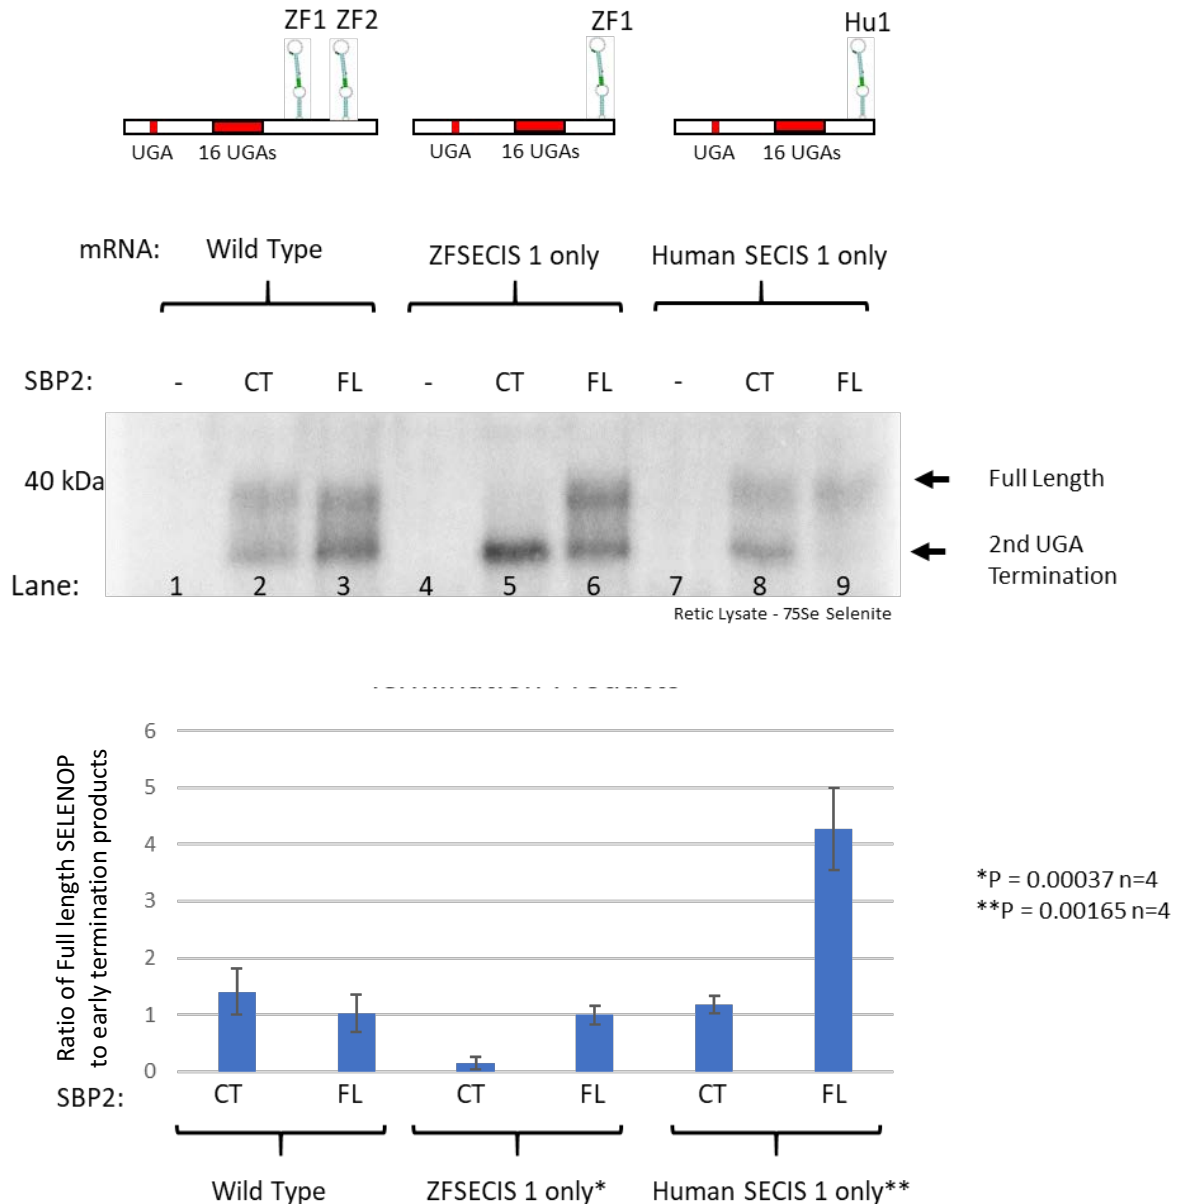 ZF1 ZF2
ZF1
Hu1
UGA 16 UGAs
UGA 16 UGAs
UGA 16 UGAs
mRNA: Wild Type ZFSECIS 1 only Human SECIS 1 only
SBP2: - CT FL - CT FL - CT FL
40 kDa
Full Length
2nd UGA
Termination
Lane: 1 2 3 4 5 6 7 8 9
Retic Lysate - 75Se Selenite
Ratio of Full length SELENOP
to early termination products
6
5
4
3
2
1
0
*P = 0.00037 n=4
**P = 0.00165 n=4
SBP2: CT FL CT FL CT FL
Wild Type ZFSECIS 1 only* Human SECIS 1 only**